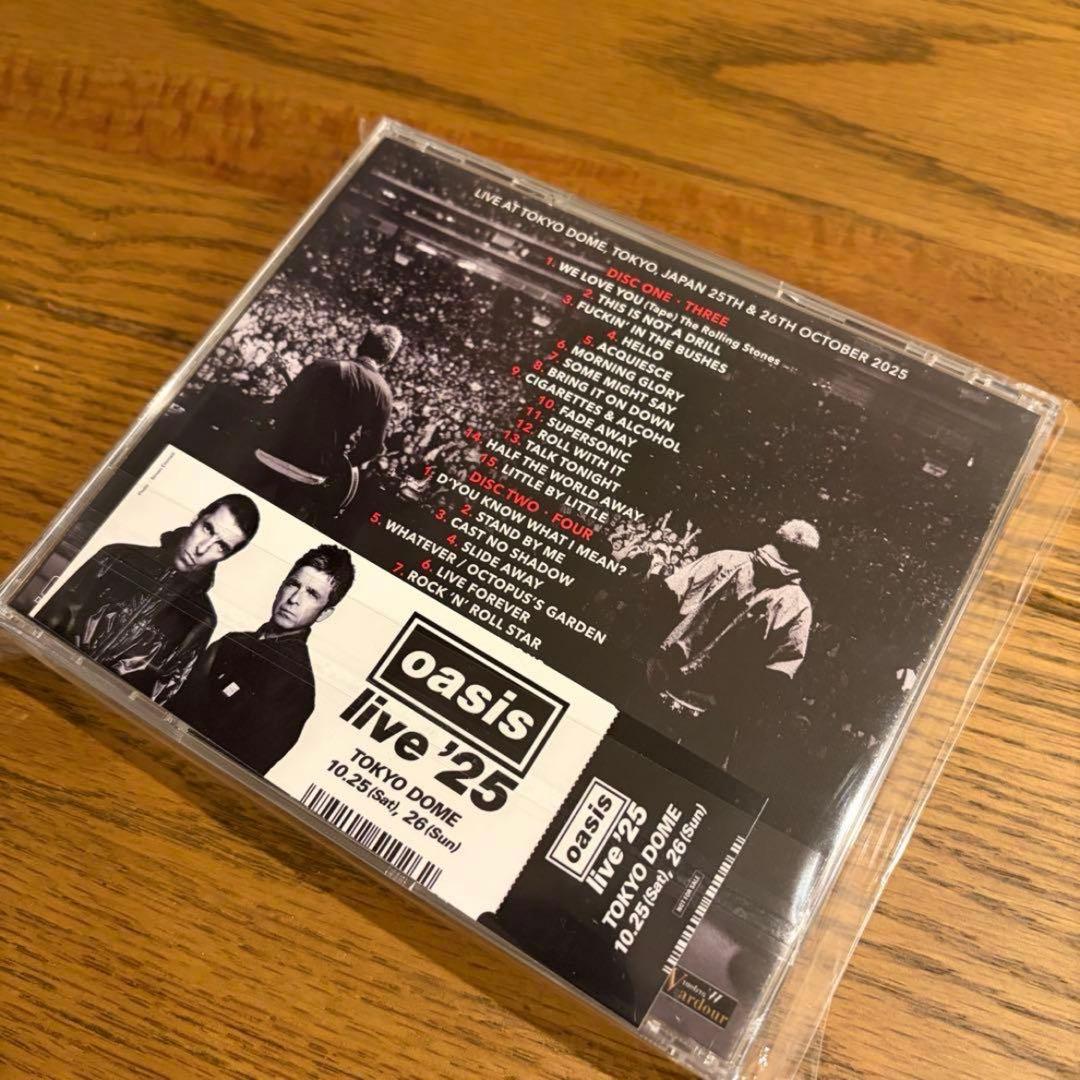 LIVE AT TOKYO DOME, TOKYO, JAPAN 25TH & 26TH OCTOBER 2025
DISC ONE · THREE
1. WE LOVE YOU (Tape) The Rolling Stones
2. THIS IS NOT A DRILL
3. FUCKIN' IN THE BUSHES
4. HELLO
5. ACQUIESCE
6. MORNING GLORY
7. SOME MIGHT SAY
8. BRING IT ON DOWN
9. CIGARETTES & ALCOHOL
10. FADE AWAY
11. SUPERSONIC
12. ROLL WITH IT
13. TALK TONIGHT
14. HALF THE WORLD AWAY
15. LITTLE BY LITTLE
DISC TWO · FOUR
1. D'YOU KNOW WHAT I MEAN?
2. STAND BY ME
3. CAST NO SHADOW
4. SLIDE AWAY
5. WHATEVER / OCTOPUS'S GARDEN
6. LIVE FOREVER
7. ROCK 'N' ROLL STAR
oasis
live '25
TOKYO DOME
10.25(Sat), 26(Sun)
oasis
live '25
TOKYO DOME
10.25(Sat), 26(Sun)
NOT FOR SALE